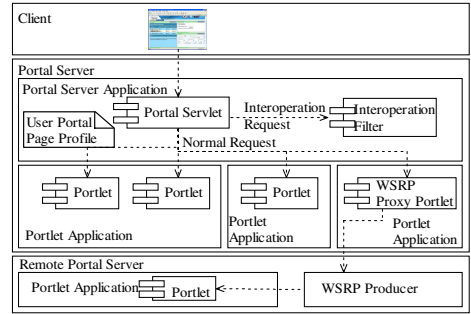 Client
Portal Server
Portal Server Application
User Portal
Page Profile
Portal Servlet
Interoperation
Request
Interoperation
Filter
Normal Request
Portlet
Portlet
Portlet Application
Portlet
Portlet
Application
WSRP
Proxy Portlet
Portlet
Application
Remote Portal Server
Portlet Application
Portlet
WSRP Producer